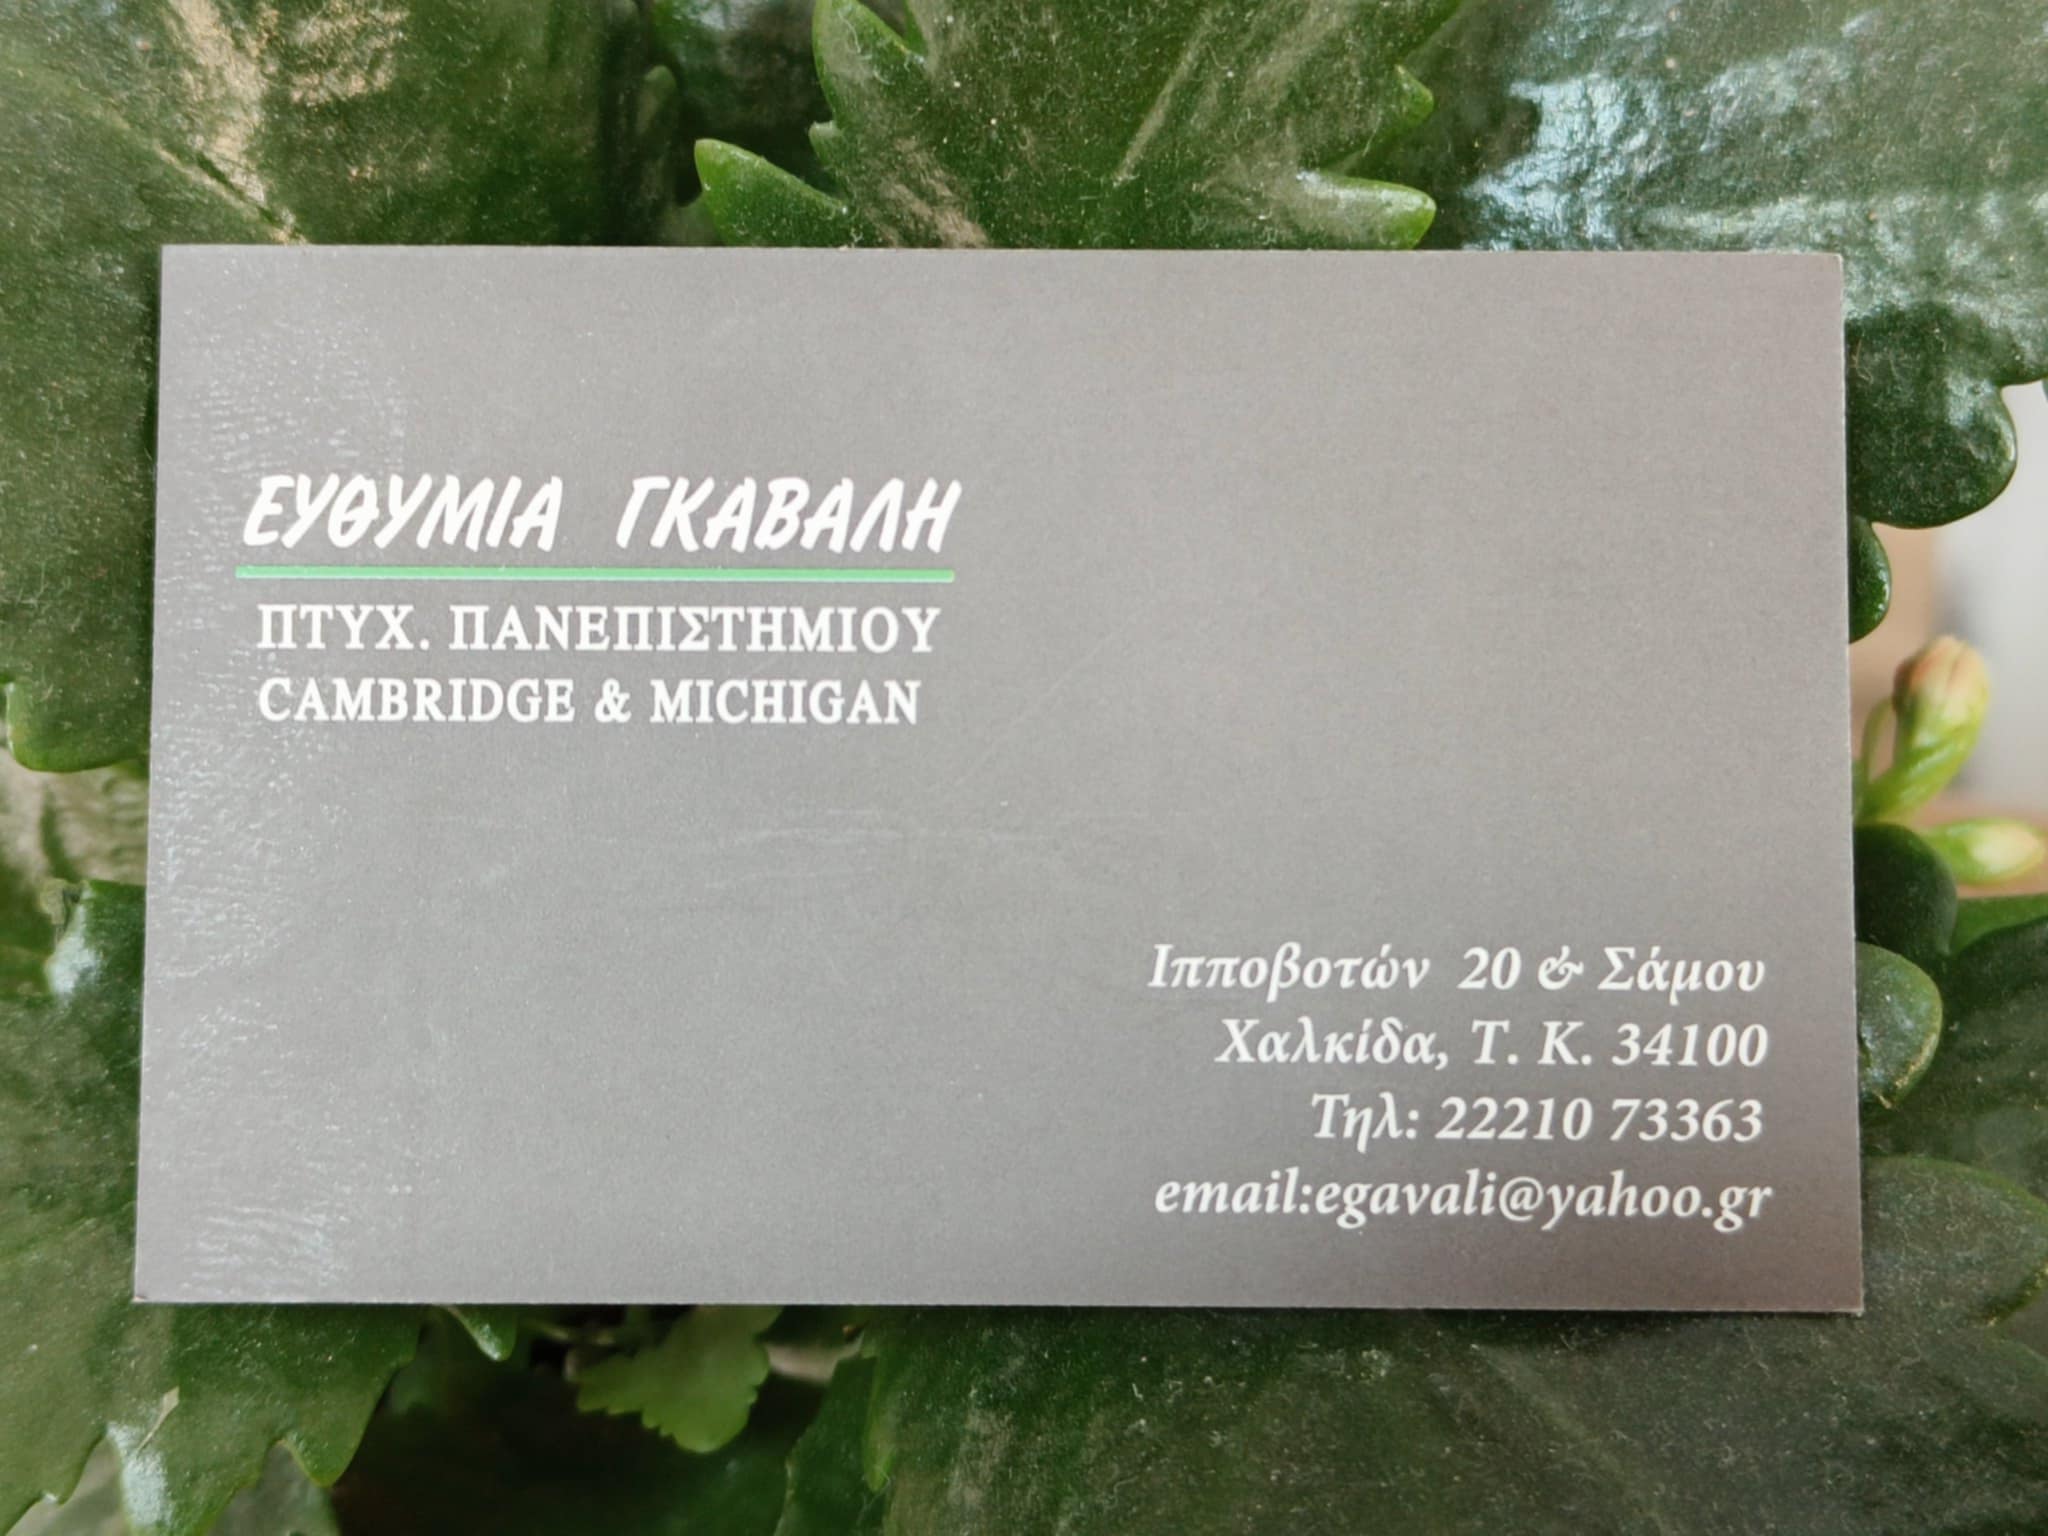 ΕΥΘΥΜΙΑ ΓΚΑΒΑΛΗ
ΠΤΥΧ. ΠΑΝΕΠΙΣΤΗΜΙΟΥ
CAMBRIDGE & MICHIGAN
Ιπποβοτών 20 & Σάμου
Χαλκίδα, Τ. Κ. 34100
Τηλ: 22210 73363
email:egavali@yahoo.gr